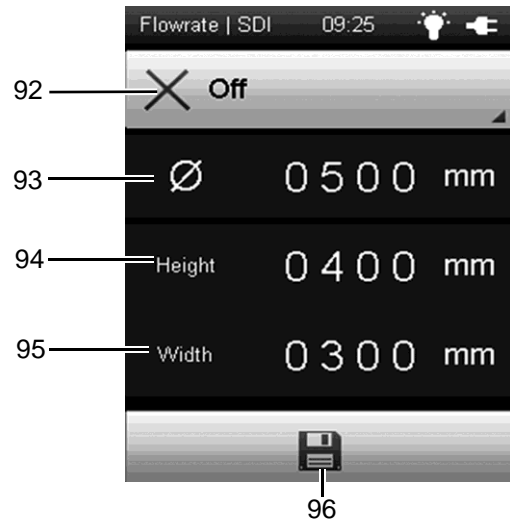 Flowrate | SDI 09:25
92 Off
93 Ø 0500 mm
94 Height 0400 mm
95 Width 0300 mm
96